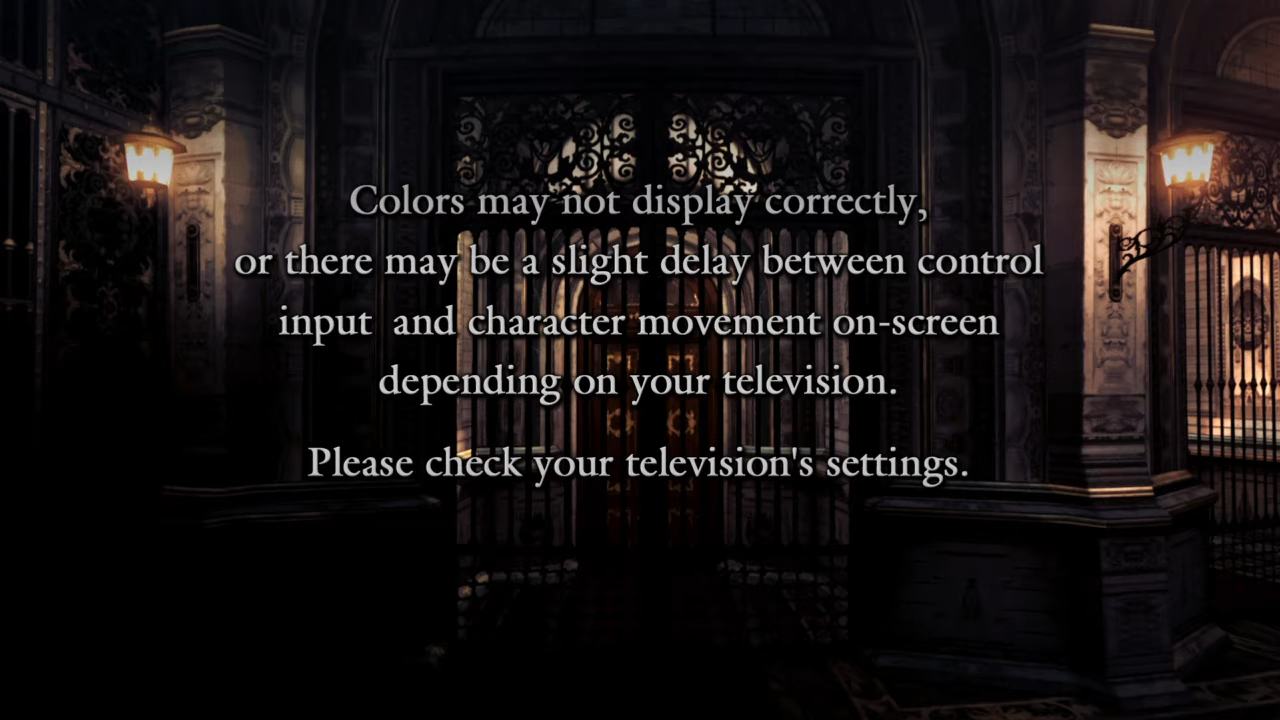 Colors may not display correctly,
or there may be a slight delay between control
input  and character movement on-screen
depending on your television.
Please check your television's settings.